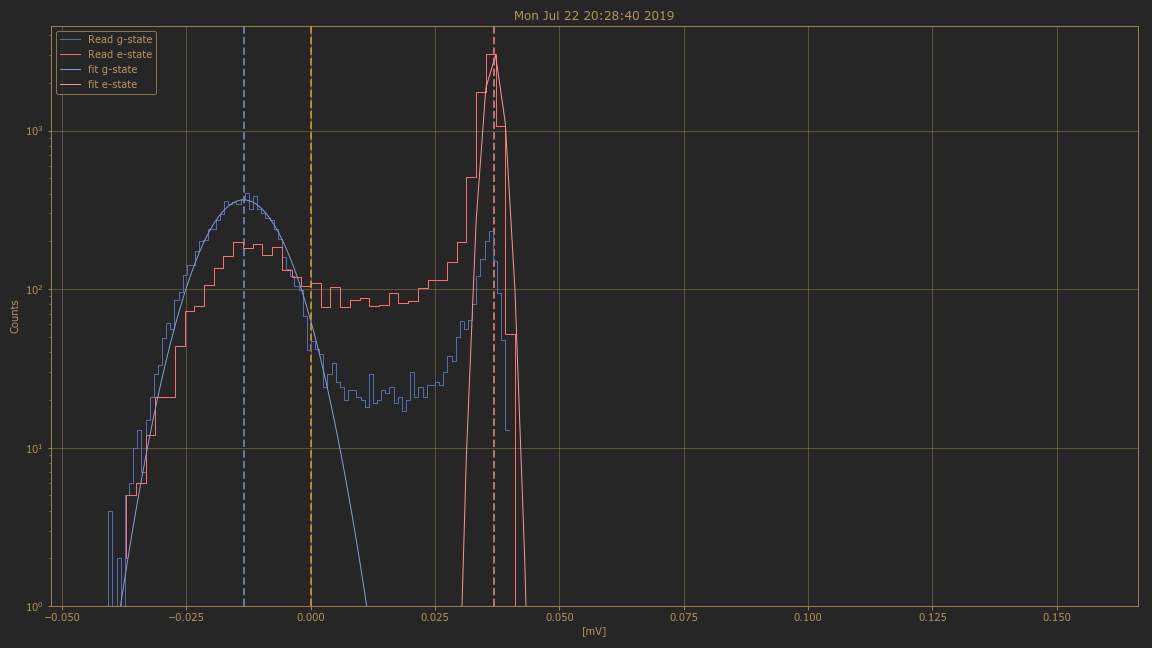 Mon Jul 22 20:28:40 2019
Read g-state
Read e-state
fit g-state
fit e-state
10³
10²
10¹
10⁰
Counts
−0.050
−0.025
0.000
0.025
0.050
0.075
0.100
0.125
0.150
[mV]